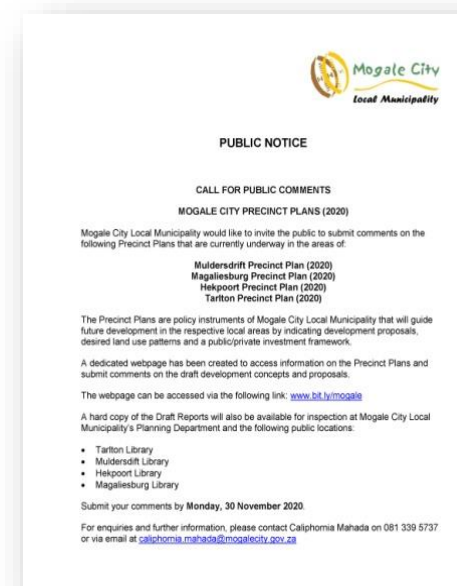 Mogale City
Local Municipality
PUBLIC NOTICE
CALL FOR PUBLIC COMMENTS
MOGALE CITY PRECINCT PLANS (2020)
Mogale City Local Municipality would like to invite the public to submit comments on the
following Precinct Plans that are currently underway in the areas of:
Muldersdrift Precinct Plan (2020)
Magaliesburg Precinct Plan (2020)
Hekpoort Precinct Plan (2020)
Tarlton Precinct Plan (2020)
The Precinct Plans are policy instruments of Mogale City Local Municipality that will guide
future development in the respective local areas by indicating development proposals,
desired land use patterns and a public/private investment framework.
A dedicated webpage has been created to access information on the Precinct Plans and
submit comments on the draft development concepts and proposals.
The webpage can be accessed via the following link: www.bit.ly/mogale
A hard copy of the Draft Reports will also be available for inspection at Mogale City Local
Municipality's Planning Department and the following public locations:
• Tarlton Library
• Muldersdift Library
• Hekpoort Library
• Magaliesburg Library
Submit your comments by Monday, 30 November 2020.
For enquiries and further information, please contact Caliphornia Mahada on 081 339 5737
or via email at caliphornia.mahada@mogalecity.gov.za